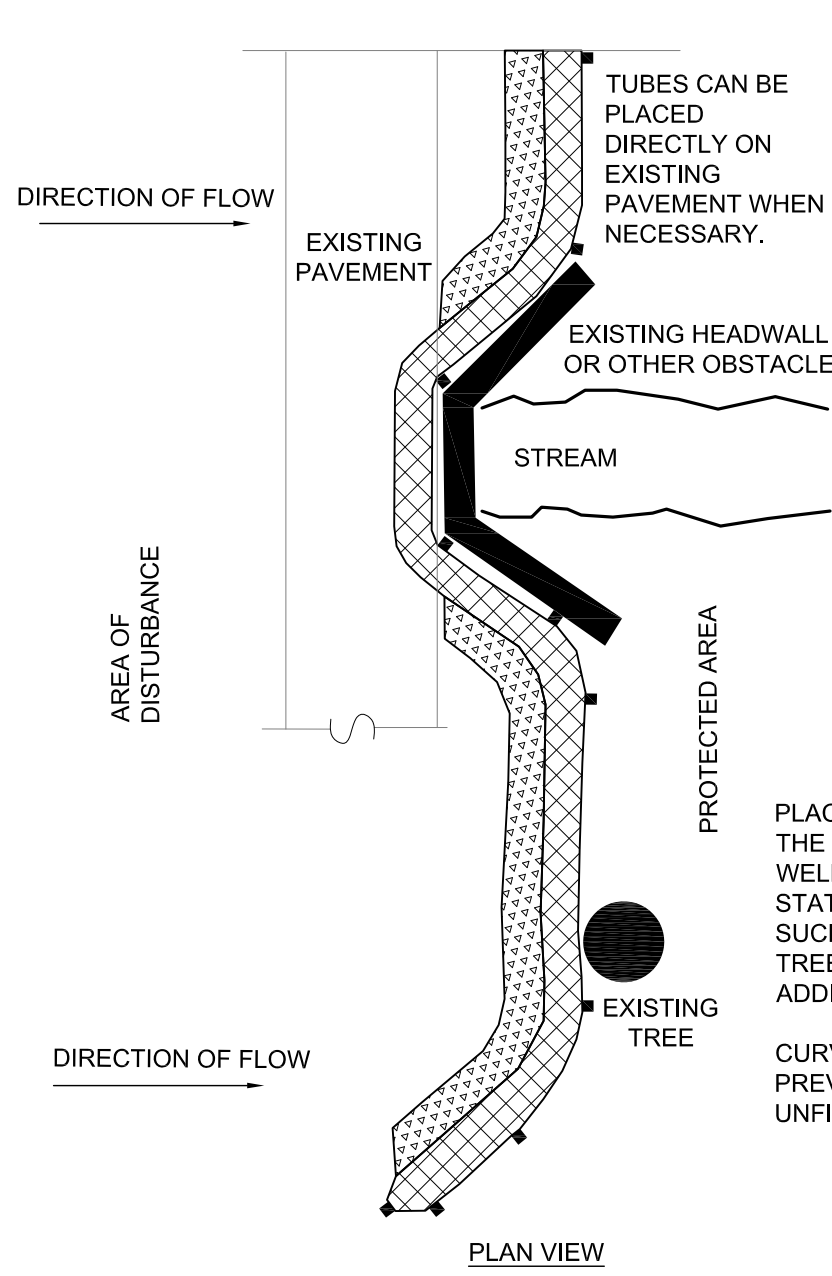 TUBES CAN BE
PLACED
DIRECTLY ON
EXISTING
PAVEMENT WHEN
NECESSARY.
DIRECTION OF FLOW
EXISTING
PAVEMENT
EXISTING HEADWALL
OR OTHER OBSTACLE
STREAM
AREA OF
DISTURBANCE
PROTECTED AREA
PLAC
THE
WELL
STAT
SUCH
TREE
ADDI
EXISTING
TREE
CURV
PREV
UNFI
DIRECTION OF FLOW
PLAN VIEW